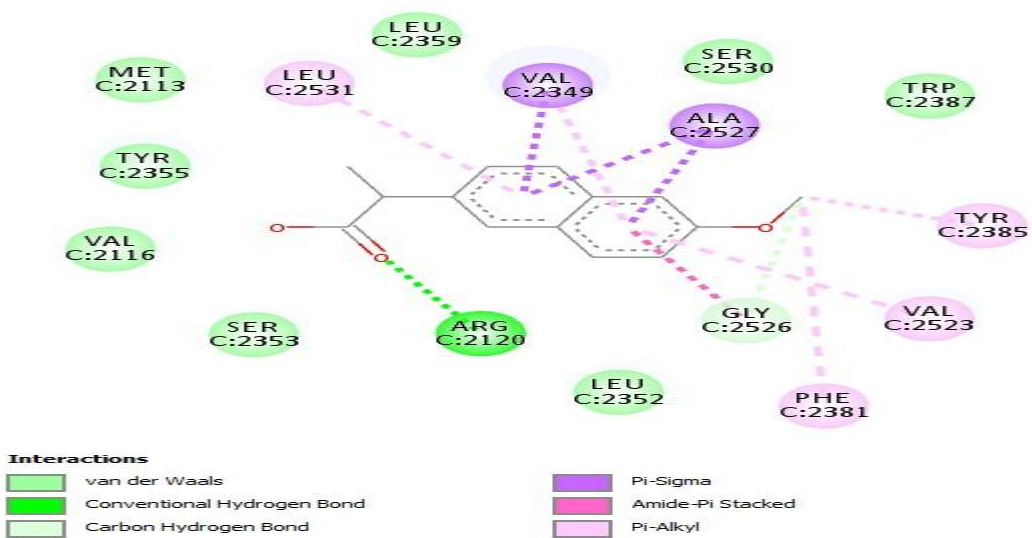 LEU
C:2359
MET
C:2113
LEU
C:2531
VAL
C:2349
SER
C:2530
TRP
C:2387
ALA
C:2527
TYR
C:2355
VAL
C:2116
O
O
O
TYR
C:2385
SER
C:2353
ARG
C:2120
GLY
C:2526
VAL
C:2523
LEU
C:2352
PHE
C:2381
Interactions
van der Waals
Conventional Hydrogen Bond
Carbon Hydrogen Bond
Pi-Sigma
Amide-Pi Stacked
Pi-Alkyl